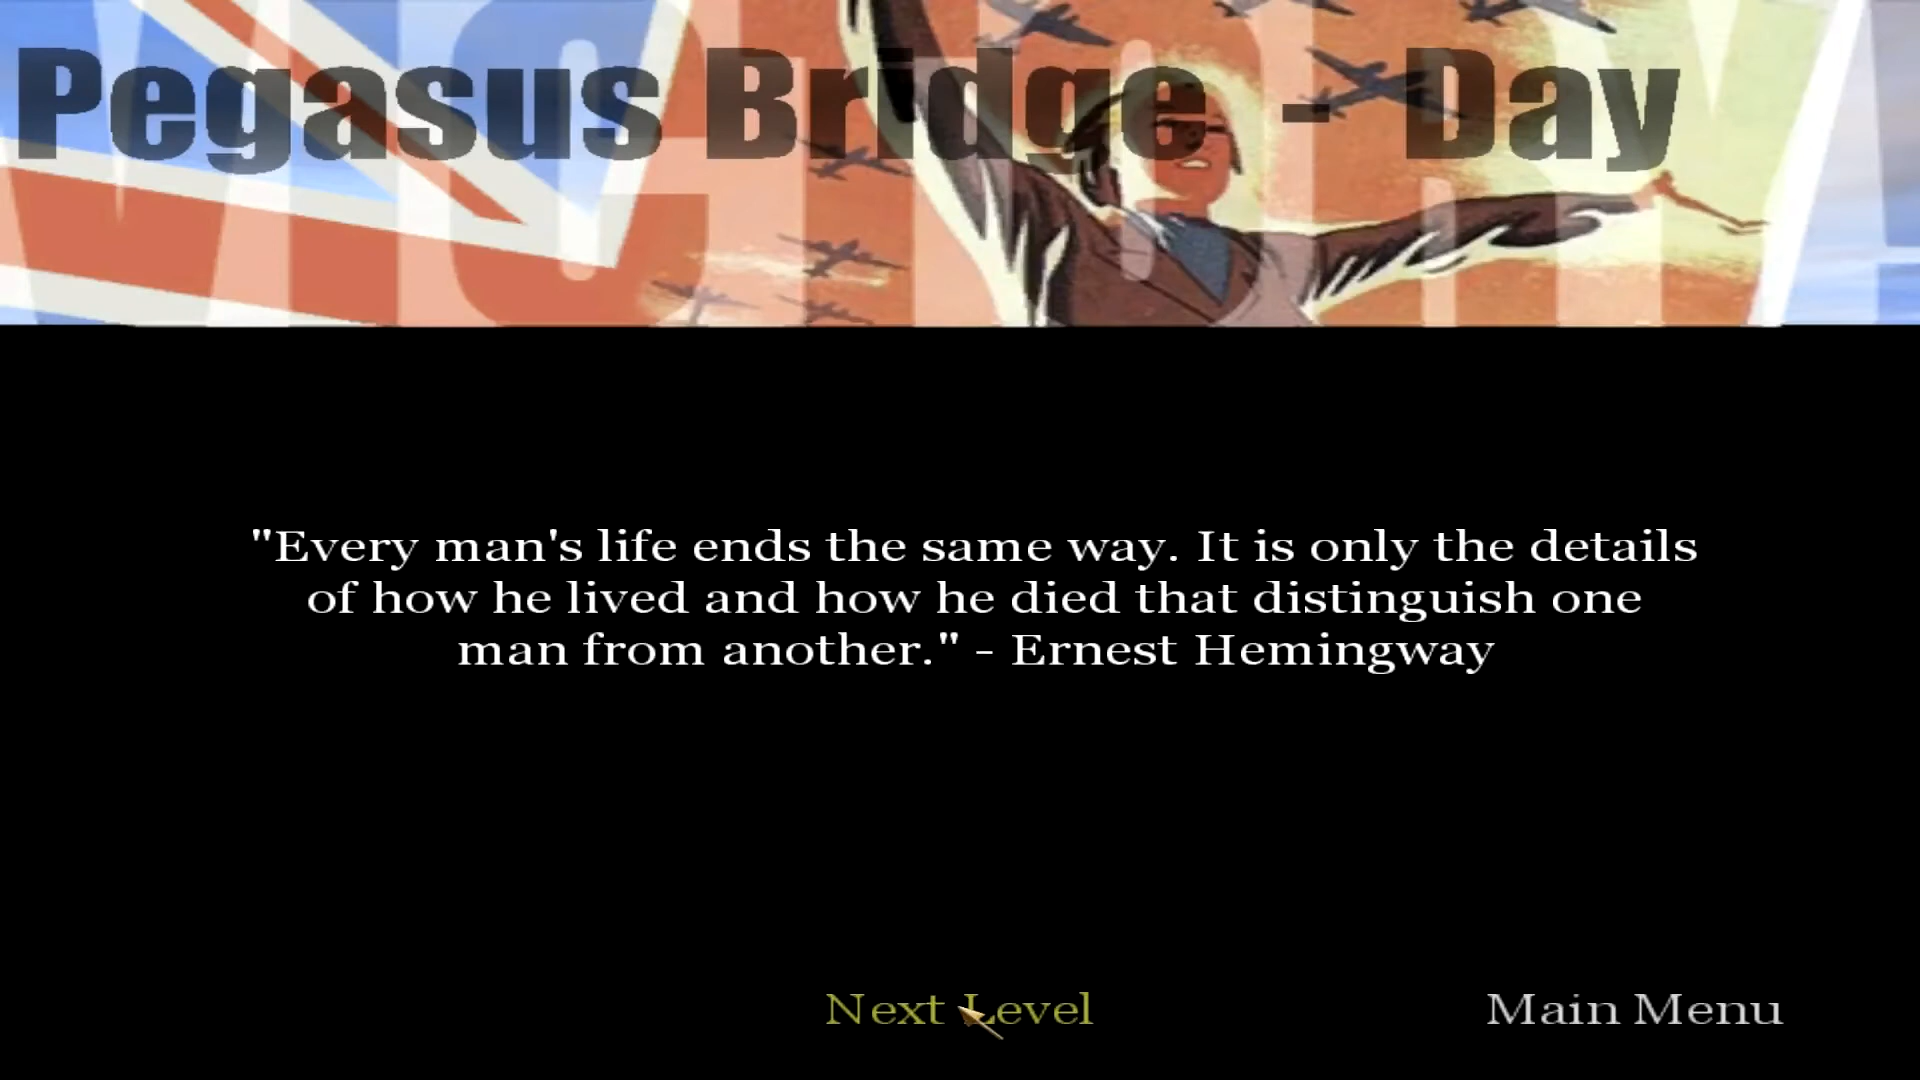 Pegasus Bridge - Day
VICTORY
"Every man's life ends the same way. It is only the details
of how he lived and how he died that distinguish one
man from another." - Ernest Hemingway
Next Level
Main Menu